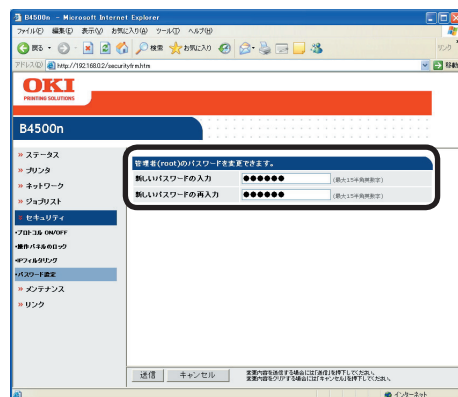 B4500n - Microsoft Internet Explorer
ファイル(F) 編集(E) 表示(V) お気に入り(A) ツール(T) ヘルプ(H)
戻る 検索 お気に入り リンク
アドレス(D) http://192.168.0.2/securityfrm.htm 移動
OKI
PRINTING SOLUTIONS
B4500n
» ステータス
» プリンタ
» ネットワーク
» ジョブリスト
» セキュリティ
・プロトコル ON/OFF
・操作パネルのロック
・IPフィルタリング
・パスワード設定
» メンテナンス
» リンク
管理者(root)のパスワードを変更できます。
新しいパスワードの入力 ●●●●●● (最大15半角英数字)
新しいパスワードの再入力 ●●●●●● (最大15半角英数字)
送信 キャンセル
変更内容を送信する場合には「送信」を押下してください。
変更内容をクリアする場合には「キャンセル」を押下してください。
インターネット